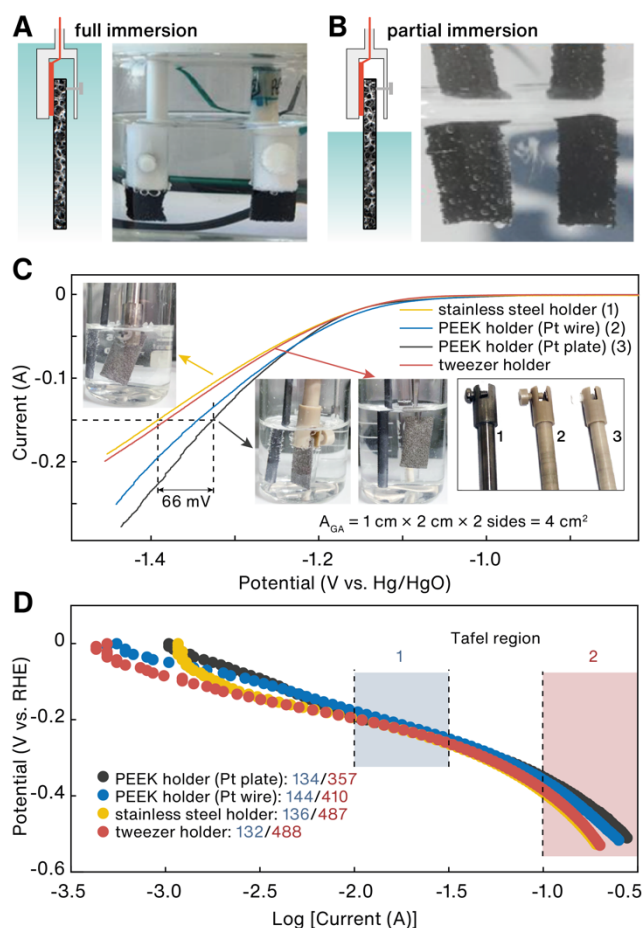 A full immersion
B partial immersion
C
0
-0.1
-0.2
Current (A)
stainless steel holder (1)
PEEK holder (Pt wire) (2)
PEEK holder (Pt plate) (3)
tweezer holder
1 2 3
66 mV
A_GA = 1 cm × 2 cm × 2 sides = 4 cm²
-1.4 -1.2 -1.0
Potential (V vs. Hg/HgO)
D
0
-0.2
-0.4
-0.6
Potential (V vs. RHE)
Tafel region
1 2
PEEK holder (Pt plate): 134/357
PEEK holder (Pt wire): 144/410
stainless steel holder: 136/487
tweezer holder: 132/488
-3.5 -3.0 -2.5 -2.0 -1.5 -1.0 -0.5
Log [Current (A)]